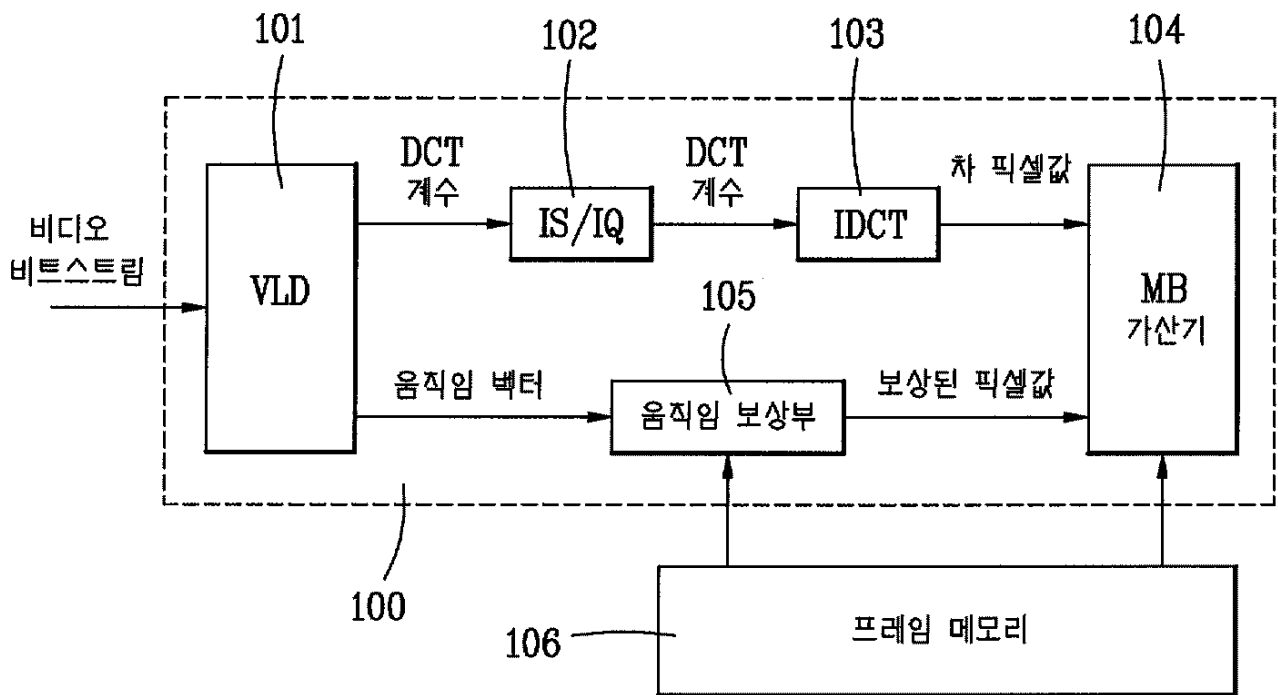 101
102
103
104
DCT
계수
DCT
계수
차 픽셀값
비디오
비트스트림
VLD
IS/IQ
IDCT
MB
가산기
105
움직임 벡터
움직임 보상부
보상된 픽셀값
100
106
프레임 메모리